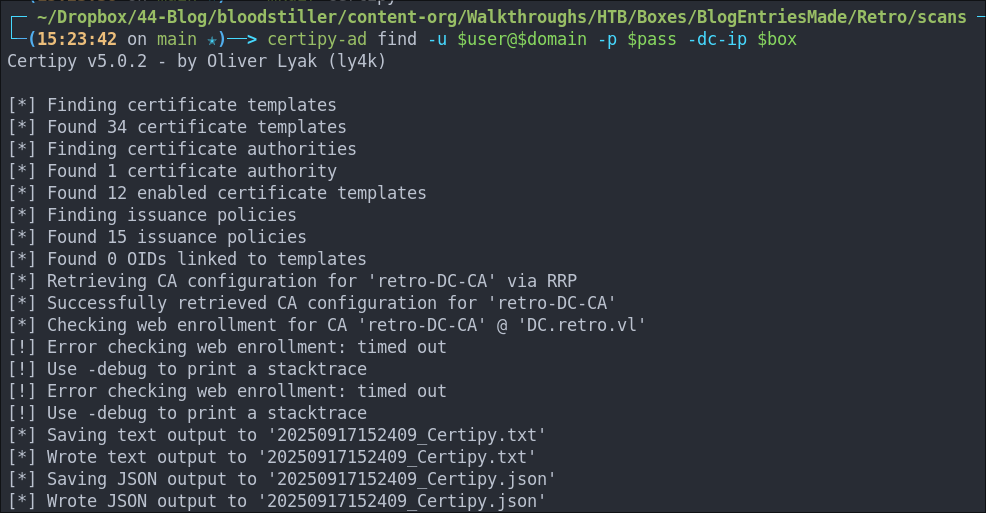 ~/Dropbox/44-Blog/bloodstiller/content-org/Walkthroughs/HTB/Boxes/BlogEntriesMade/Retro/scans
(15:23:42 on main ✭)──> certipy-ad find -u $user@$domain -p $pass -dc-ip $box
Certipy v5.0.2 - by Oliver Lyak (ly4k)
[*] Finding certificate templates
[*] Found 34 certificate templates
[*] Finding certificate authorities
[*] Found 1 certificate authority
[*] Found 12 enabled certificate templates
[*] Finding issuance policies
[*] Found 15 issuance policies
[*] Found 0 OIDs linked to templates
[*] Retrieving CA configuration for 'retro-DC-CA' via RRP
[*] Successfully retrieved CA configuration for 'retro-DC-CA'
[*] Checking web enrollment for CA 'retro-DC-CA' @ 'DC.retro.vl'
[!] Error checking web enrollment: timed out
[!] Use -debug to print a stacktrace
[!] Error checking web enrollment: timed out
[!] Use -debug to print a stacktrace
[*] Saving text output to '20250917152409_Certipy.txt'
[*] Wrote text output to '20250917152409_Certipy.txt'
[*] Saving JSON output to '20250917152409_Certipy.json'
[*] Wrote JSON output to '20250917152409_Certipy.json'